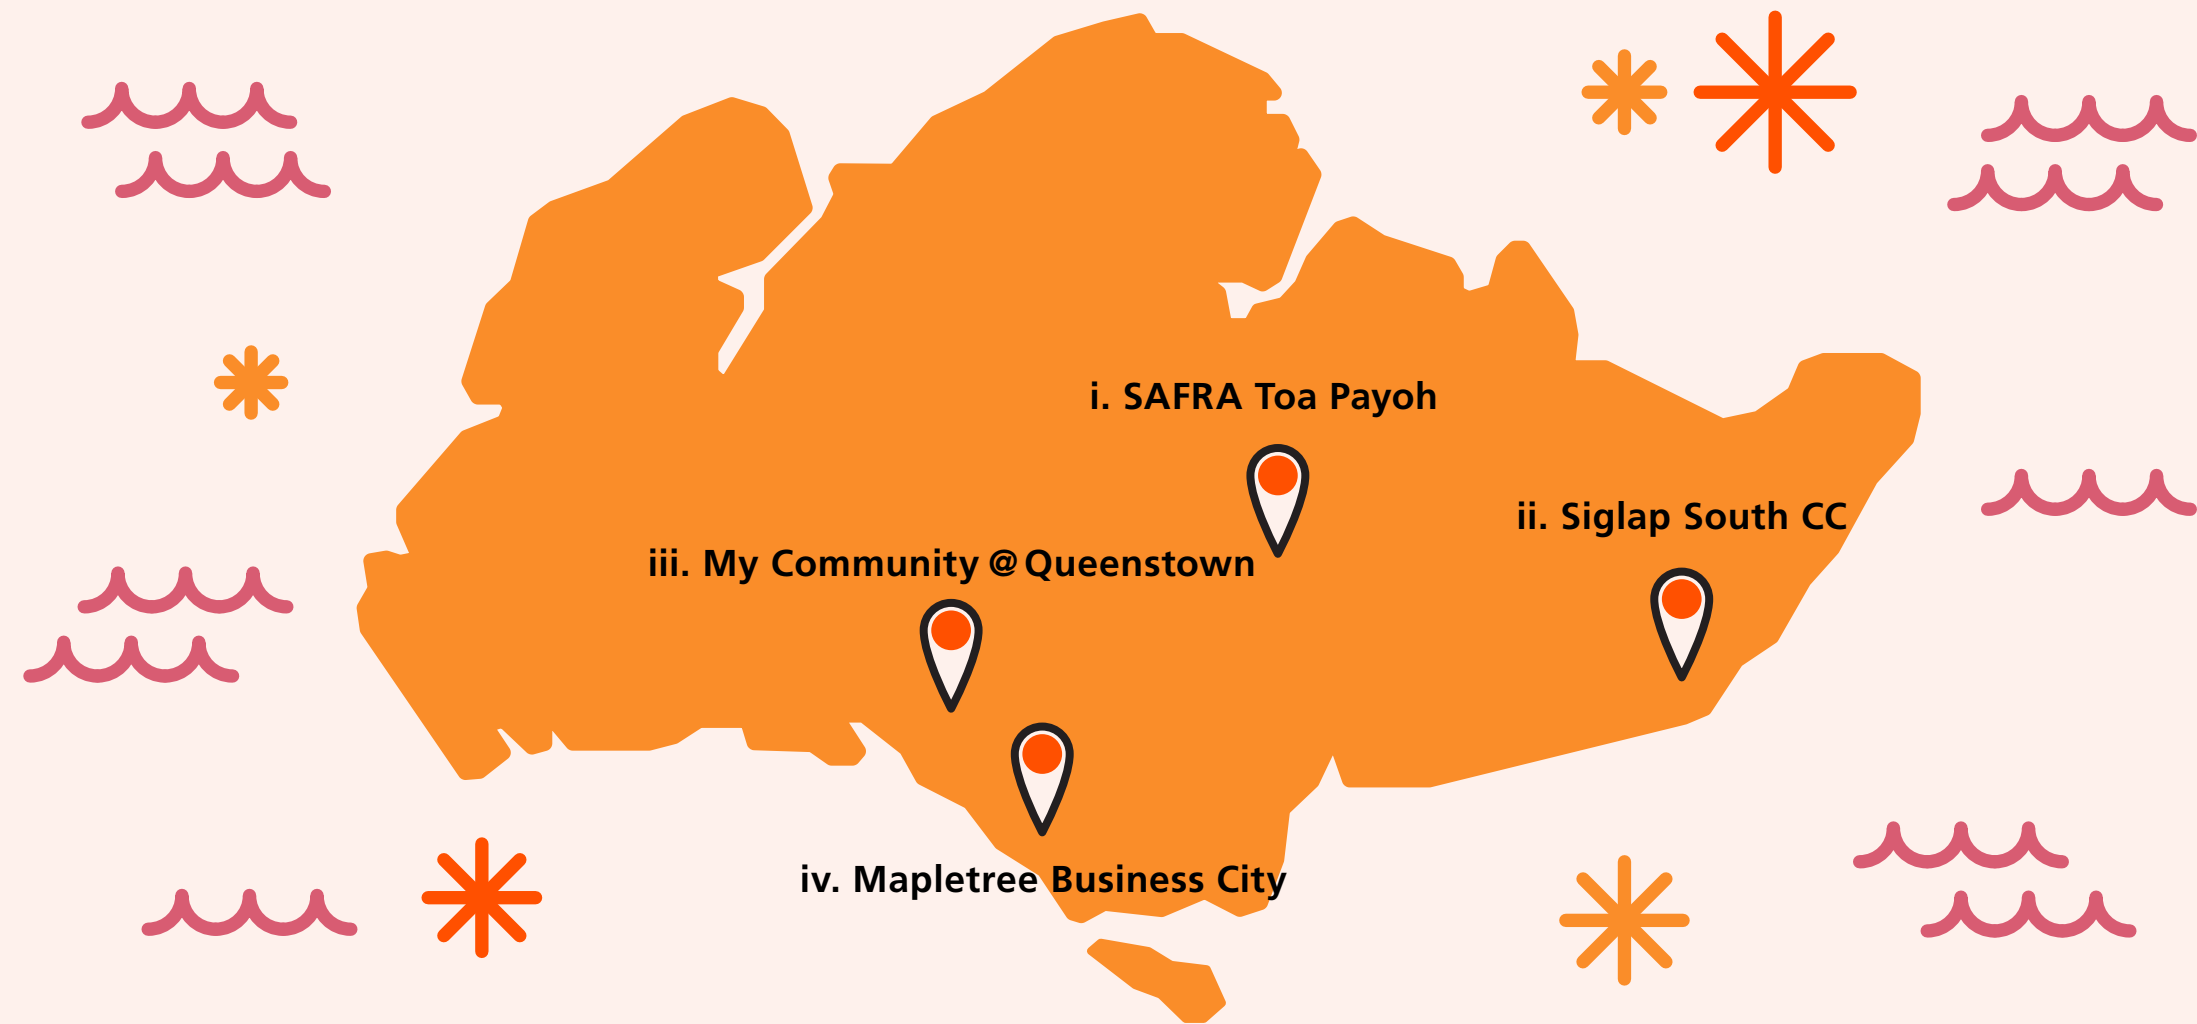 i. SAFRA Toa Payoh
ii. Siglap South CC
iii. My Community @ Queenstown
iv. Mapletree Business City